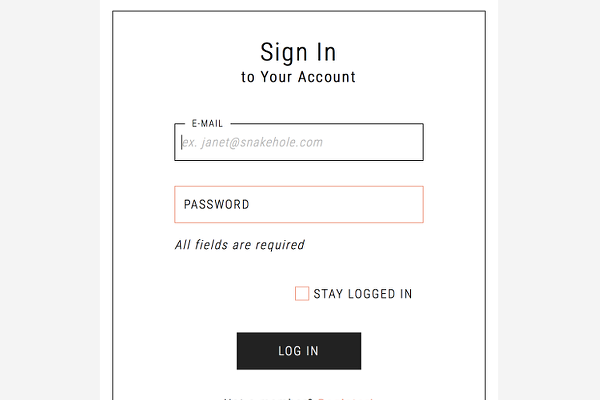 Sign In
to Your Account
E-MAIL
ex. janet@snakehole.com
PASSWORD
All fields are required
STAY LOGGED IN
LOG IN